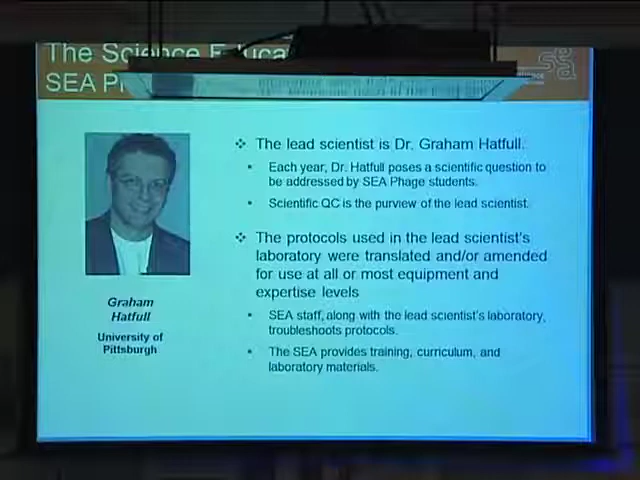 The Science Educa
SEA P
The lead scientist is Dr. Graham Hatfull.
Each year, Dr. Hatfull poses a scientific question to
be addressed by SEA Phage students.
Scientific QC is the purview of the lead scientist.
The protocols used in the lead scientist's
laboratory were translated and/or amended
for use at all or most equipment and
expertise levels
SEA staff, along with the lead scientist's laboratory,
troubleshoots protocols.
The SEA provides training, curriculum, and
laboratory materials.
Graham
Hatfull
University of
Pittsburgh